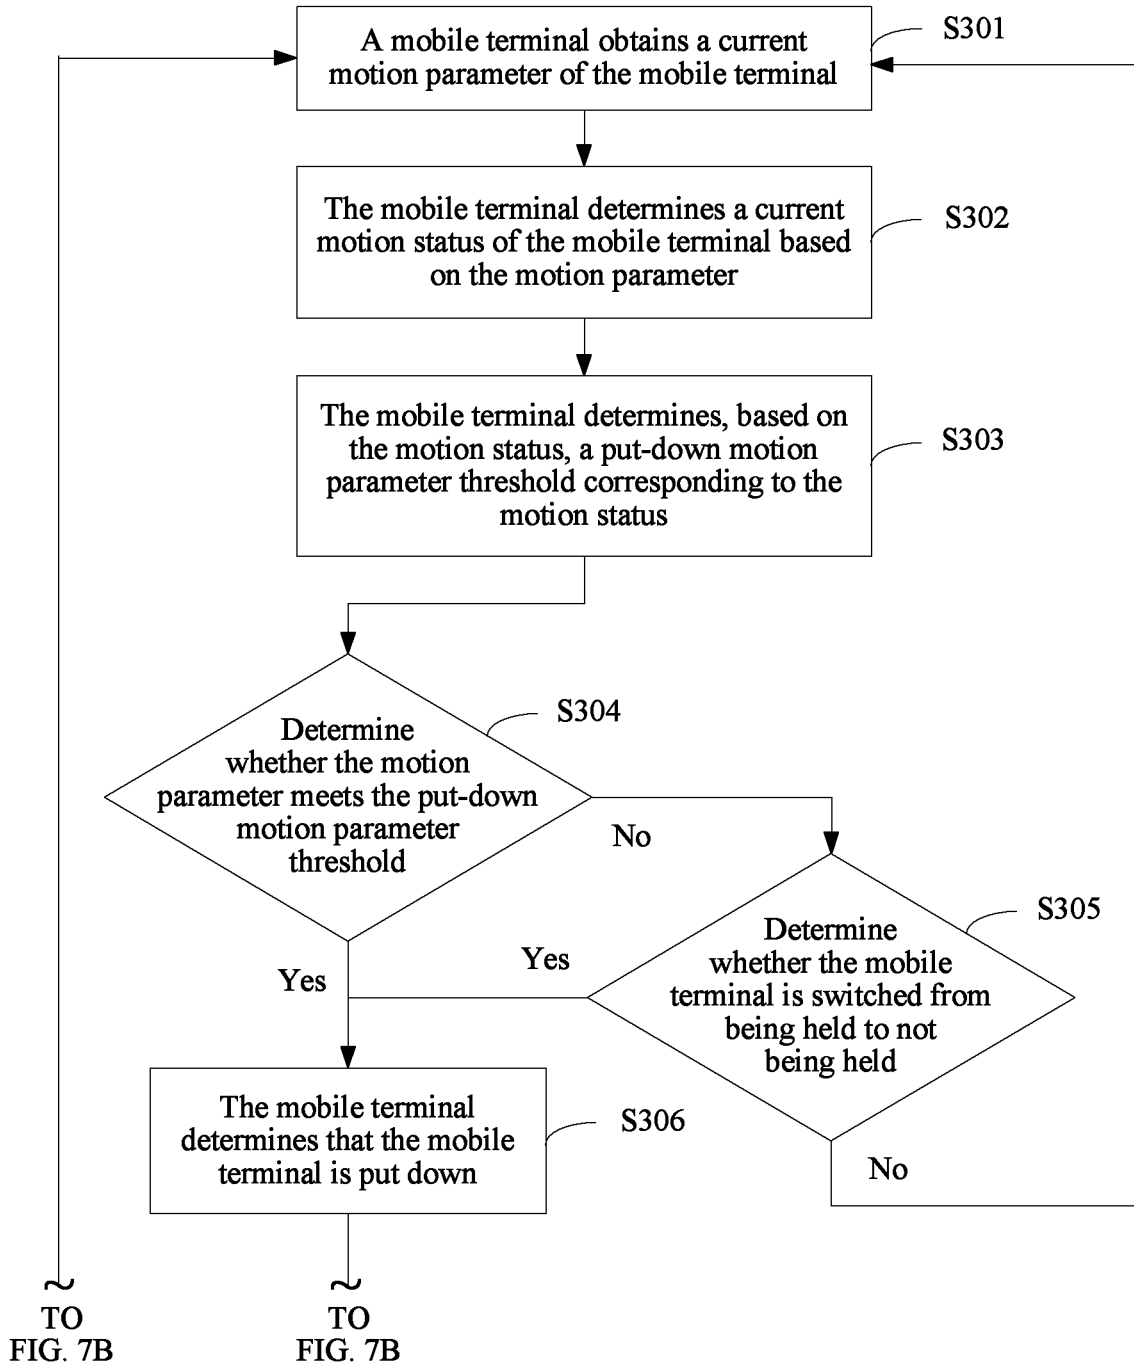 A mobile terminal obtains a current
motion parameter of the mobile terminal
S301
The mobile terminal determines a current
motion status of the mobile terminal based
on the motion parameter
S302
The mobile terminal determines, based on
the motion status, a put-down motion
parameter threshold corresponding to the
motion status
S303
Determine
whether the motion
parameter meets the put-down
motion parameter
threshold
S304
No
Yes
Determine
whether the mobile
terminal is switched from
being held to not
being held
S305
Yes
No
The mobile terminal
determines that the mobile
terminal is put down
S306
TO
FIG. 7B
TO
FIG. 7B